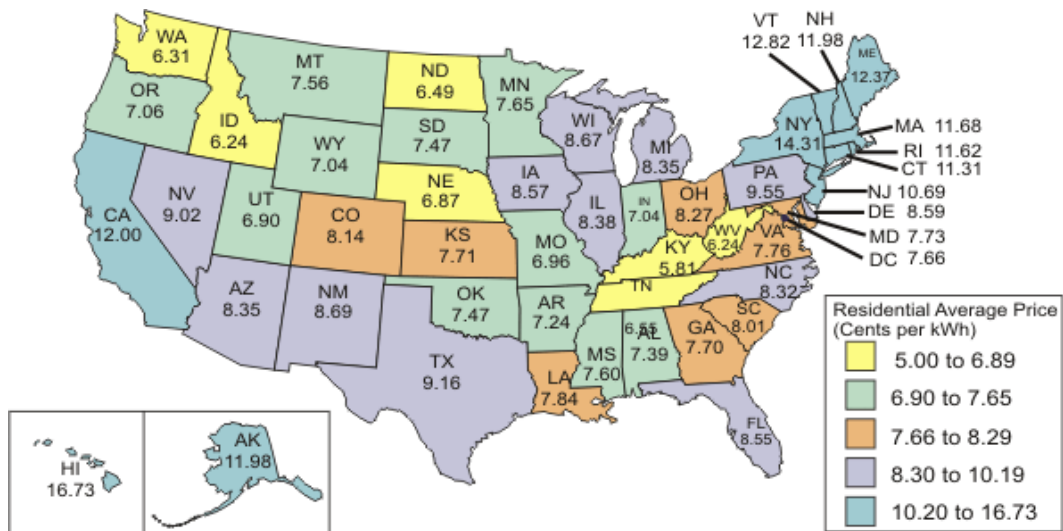 VT
12.82
NH
11.98
WA
6.31
MT
7.56
ND
6.49
MN
7.65
ME
12.37
OR
7.06
ID
6.24
SD
7.47
WI
8.67
MI
8.35
NY
14.31
MA 11.68
RI 11.62
CT 11.31
WY
7.04
NE
6.87
IA
8.57
PA
9.55
NJ 10.69
DE 8.59
MD 7.73
DC 7.66
NV
9.02
UT
6.90
CO
8.14
KS
7.71
MO
6.96
IL
8.38
IN
7.04
OH
8.27
WV
6.24
VA
7.76
KY
5.81
CA
12.00
AZ
8.35
NM
8.69
OK
7.47
AR
7.24
TN
6.55
NC
8.32
SC
8.01
TX
9.16
LA
7.84
MS
7.60
AL
7.39
GA
7.70
FL
8.55
HI
16.73
AK
11.98
Residential Average Price
(Cents per kWh)
5.00 to 6.89
6.90 to 7.65
7.66 to 8.29
8.30 to 10.19
10.20 to 16.73